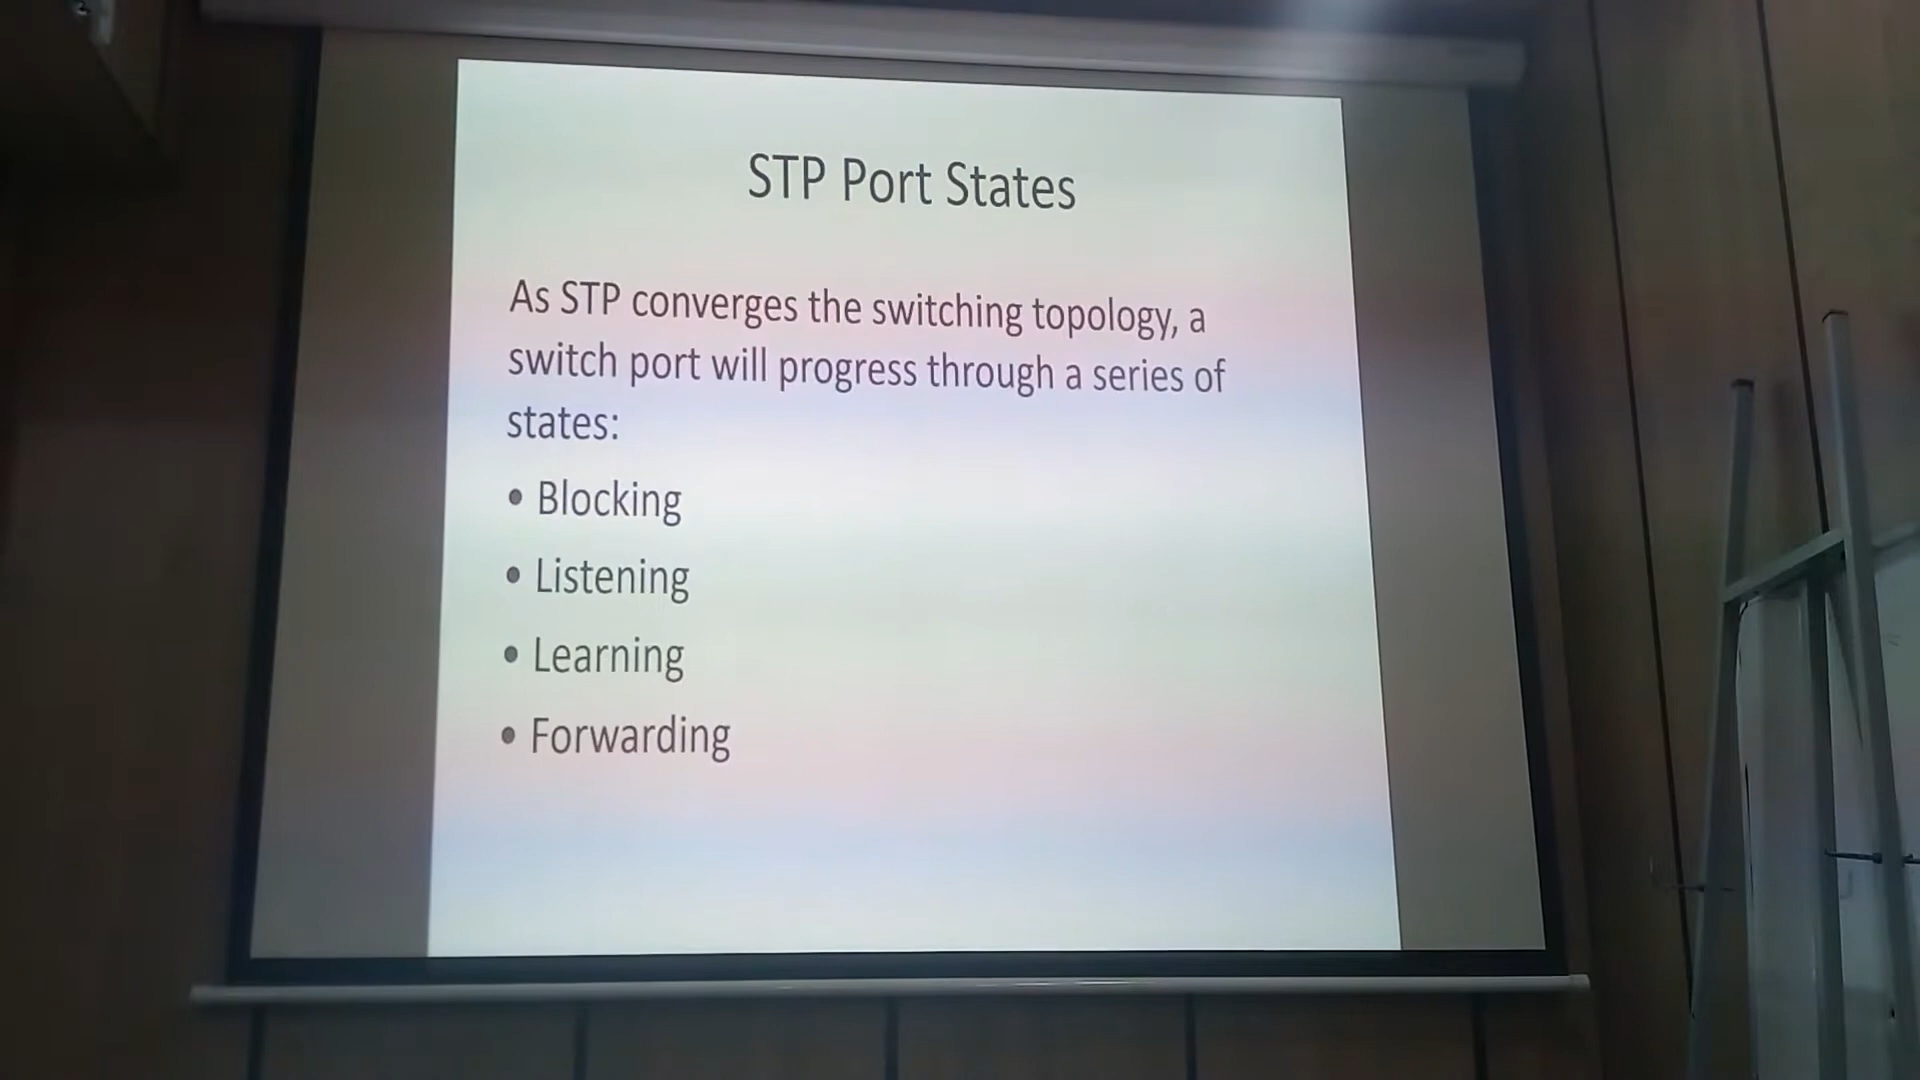 STP Port States
As STP converges the switching topology, a
switch port will progress through a series of
states:
• Blocking
• Listening
• Learning
• Forwarding